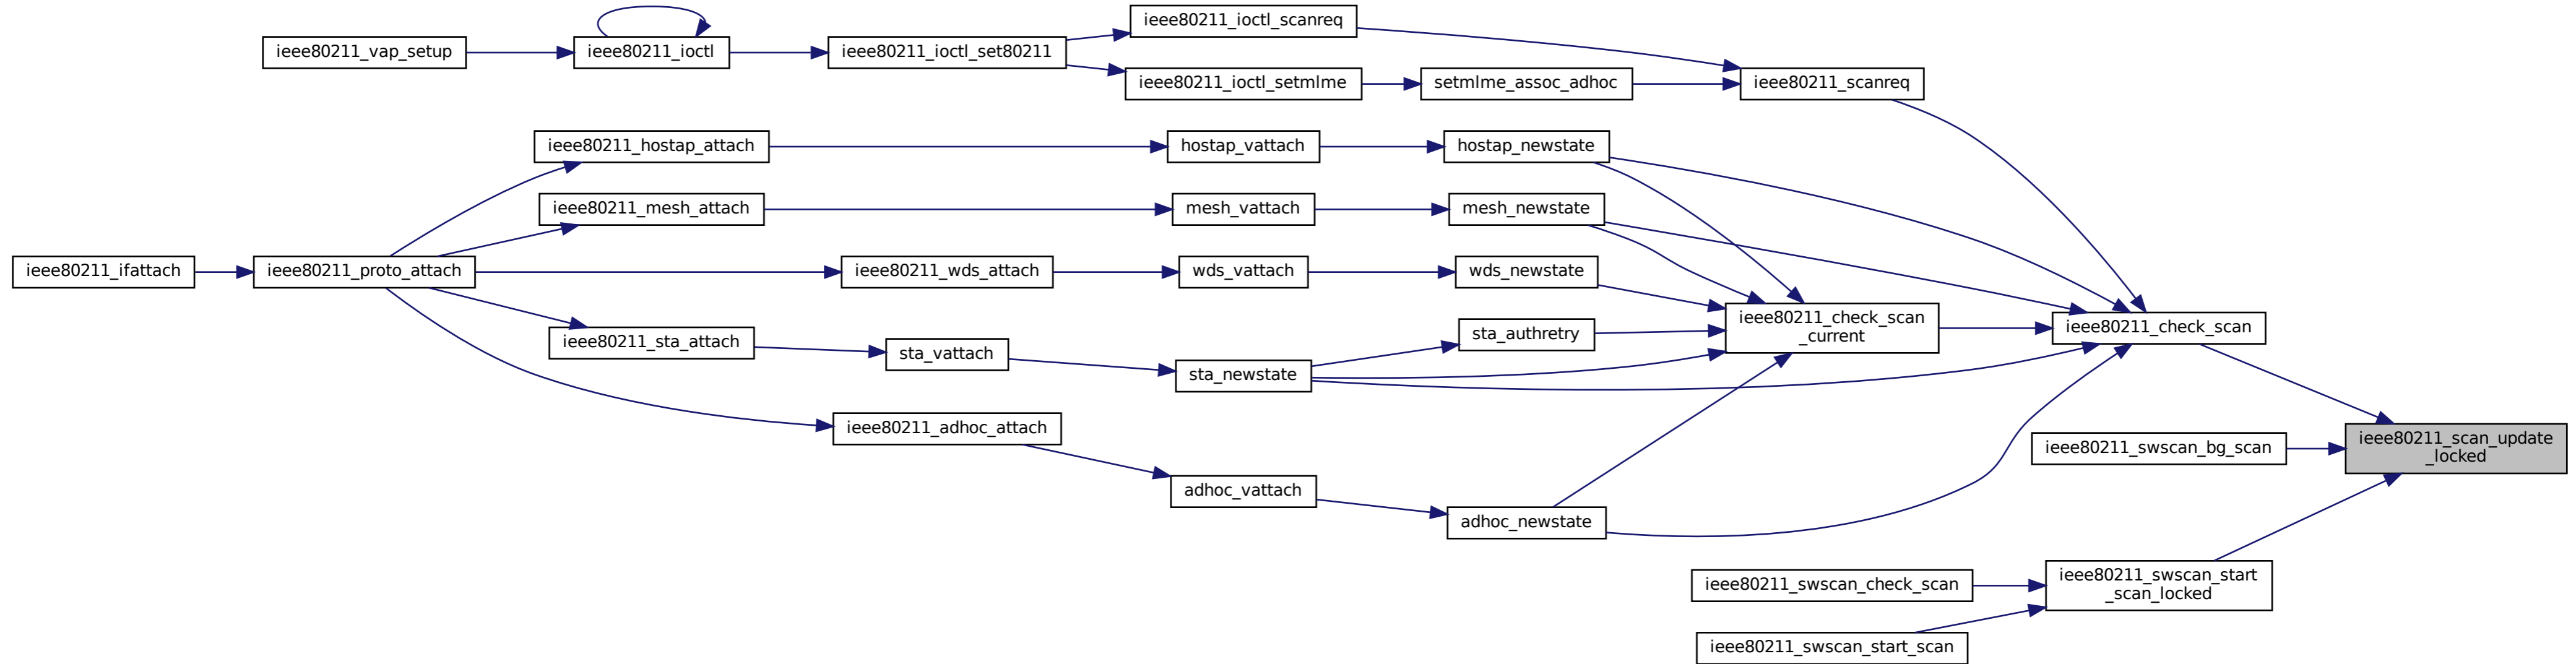 ieee80211_ioctl_scanreq
ieee80211_vap_setup
ieee80211_ioctl
ieee80211_ioctl_set80211
ieee80211_ioctl_setmlme
setmlme_assoc_adhoc
ieee80211_scanreq
ieee80211_hostap_attach
hostap_vattach
hostap_newstate
ieee80211_mesh_attach
mesh_vattach
mesh_newstate
ieee80211_ifattach
ieee80211_proto_attach
ieee80211_wds_attach
wds_vattach
wds_newstate
ieee80211_check_scan
_current
ieee80211_check_scan
sta_authretry
ieee80211_sta_attach
sta_vattach
sta_newstate
ieee80211_adhoc_attach
ieee80211_scan_update
_locked
ieee80211_swscan_bg_scan
adhoc_vattach
adhoc_newstate
ieee80211_swscan_check_scan
ieee80211_swscan_start
_scan_locked
ieee80211_swscan_start_scan